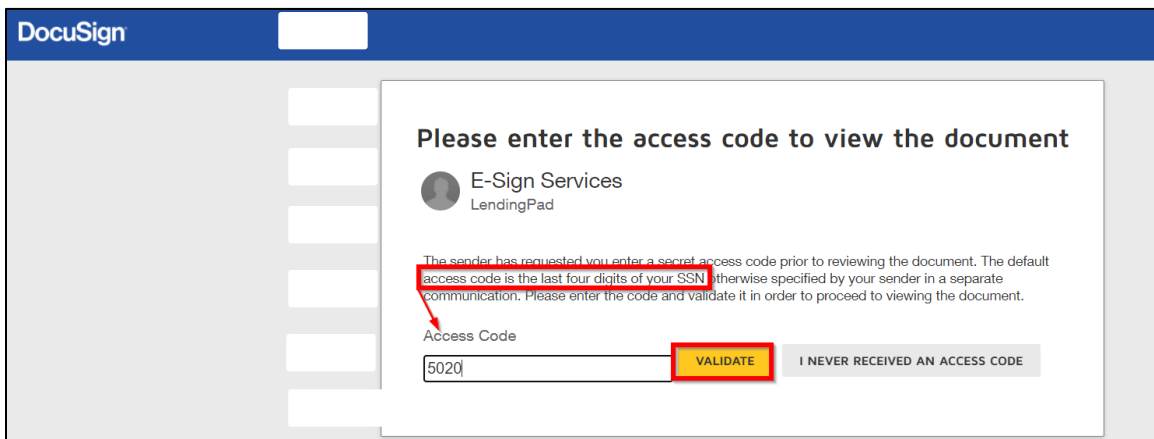 DocuSign
Please enter the access code to view the document
E-Sign Services
LendingPad
The sender has requested you enter a secret access code prior to reviewing the document. The default
access code is the last four digits of your SSN otherwise specified by your sender in a separate
communication. Please enter the code and validate it in order to proceed to viewing the document.
Access Code
5020 VALIDATE I NEVER RECEIVED AN ACCESS CODE